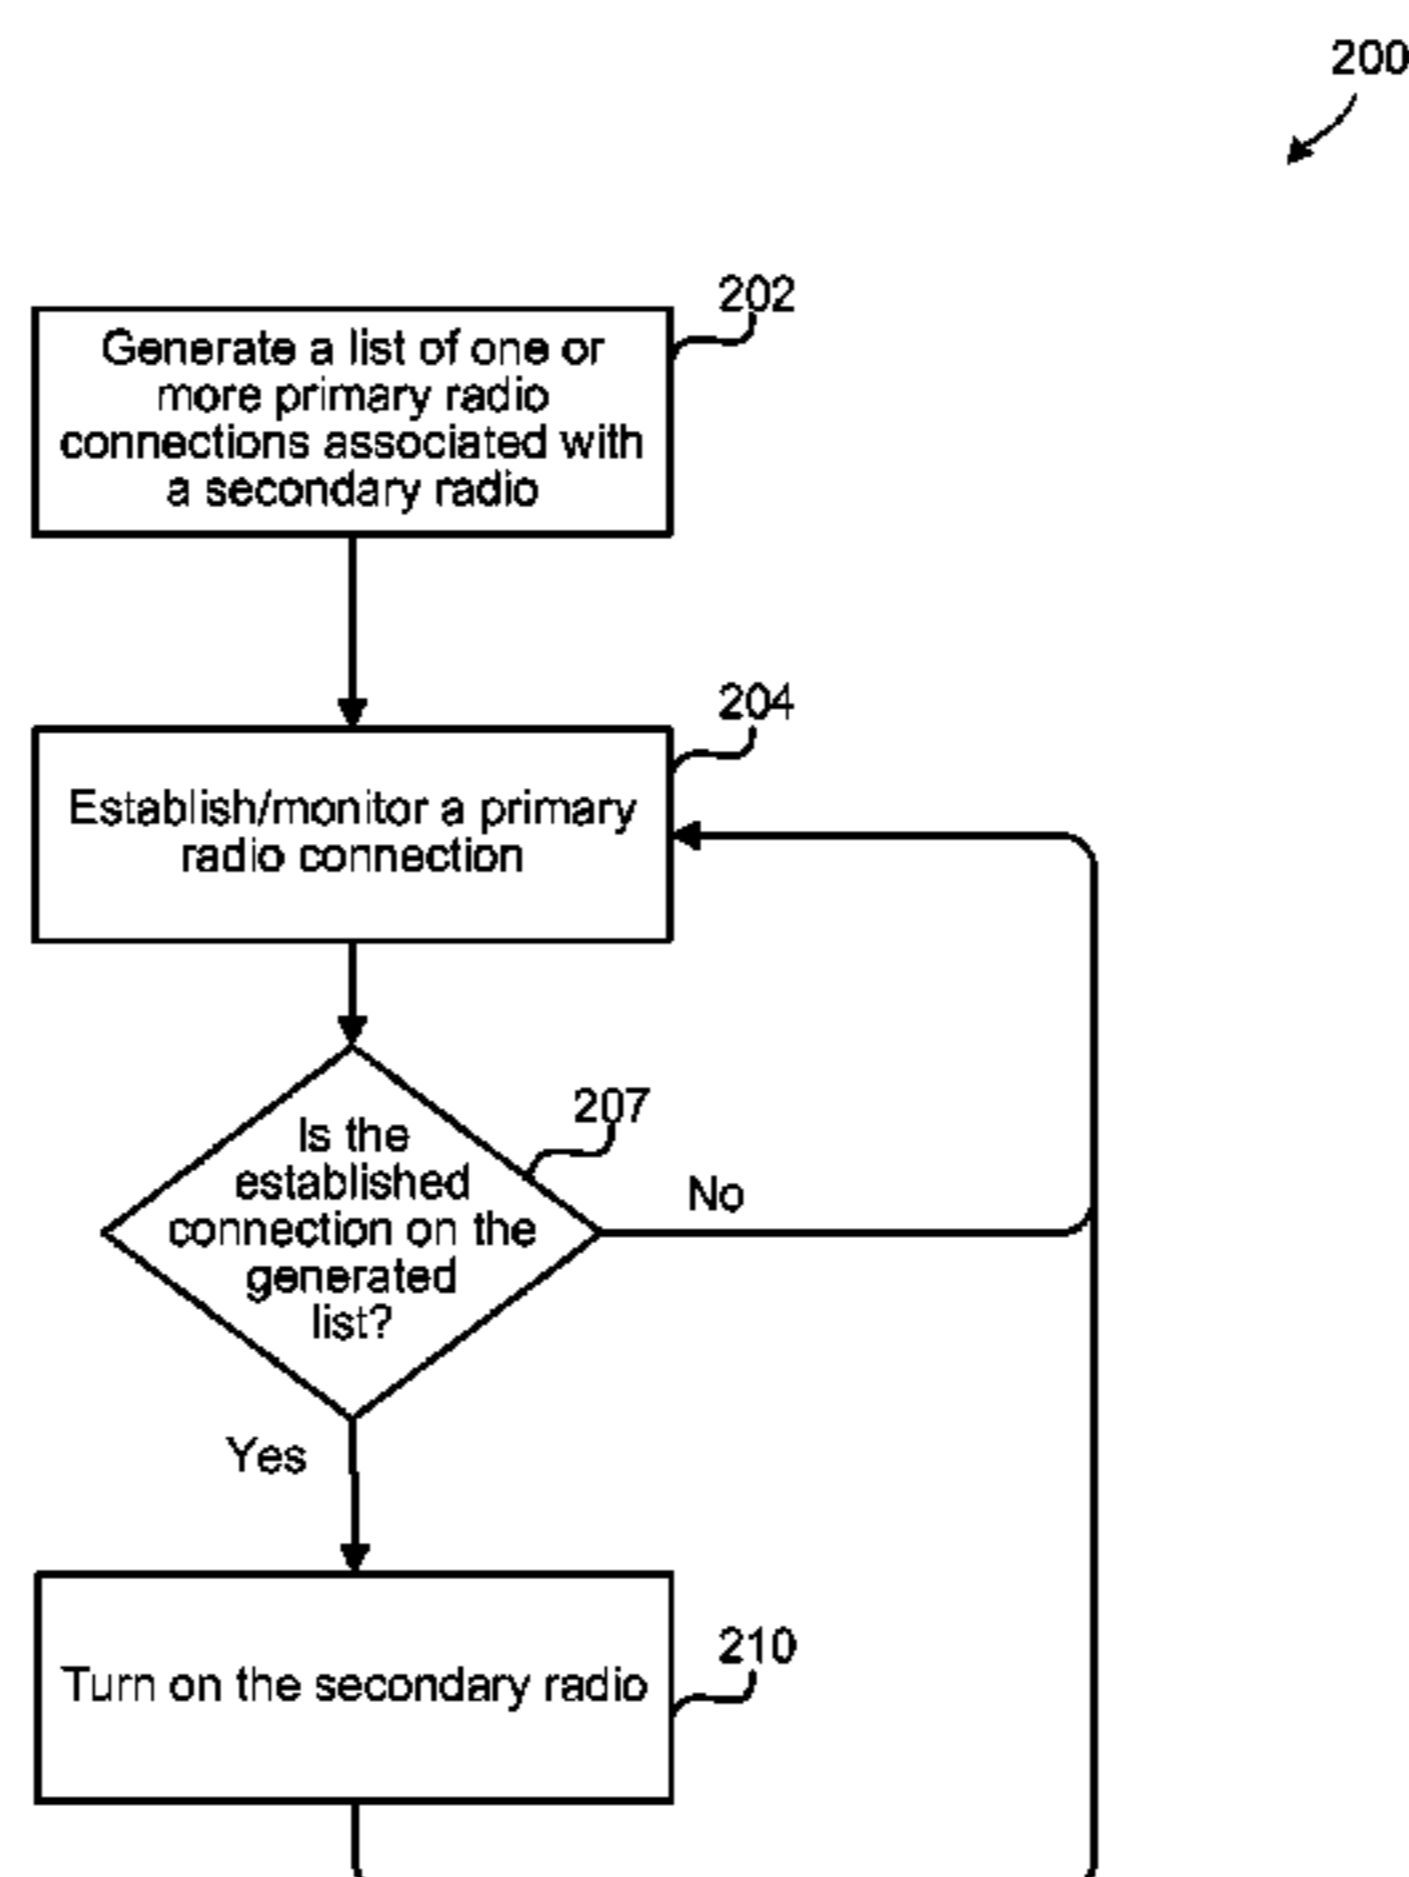 200
202
Generate a list of one or
more primary radio
connections associated with
a secondary radio
204
Establish/monitor a primary
radio connection
207
Is the
established
connection on the
generated
list?
No
Yes
210
Turn on the secondary radio